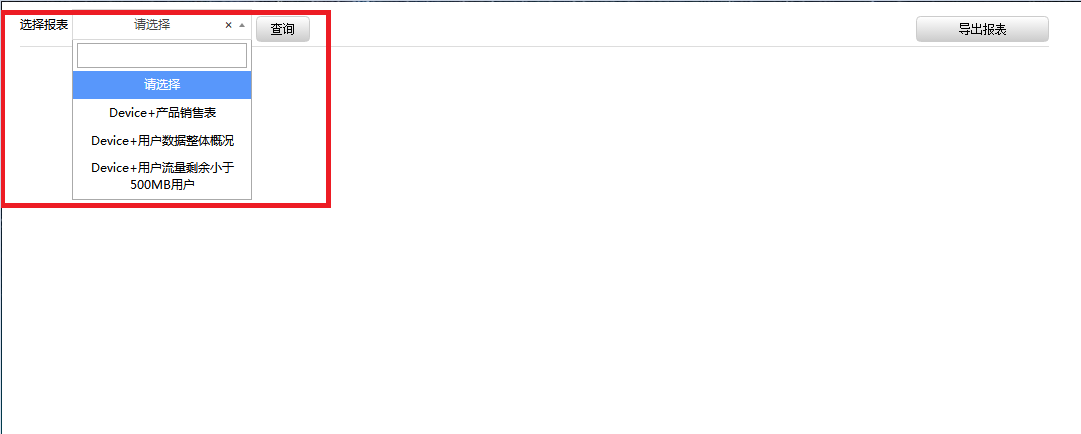 选择报表 请选择 × 查询 导出报表
请选择
Device+产品销售表
Device+用户数据整体概况
Device+用户流量剩余小于
500MB用户